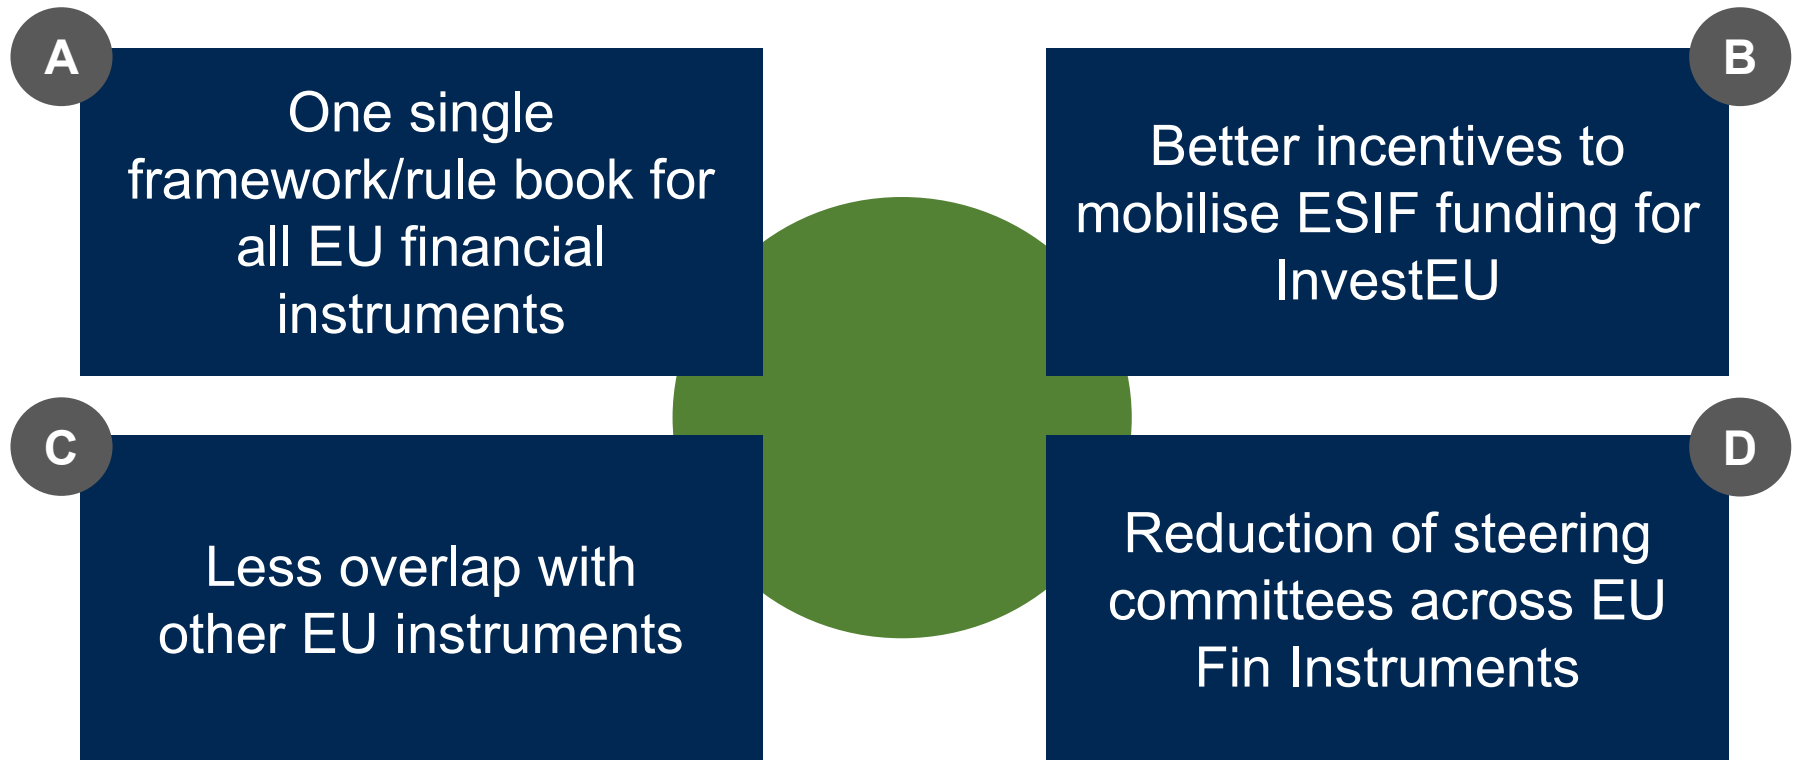 A
One single
framework/rule book for
all EU financial
instruments
B
Better incentives to
mobilise ESIF funding for
InvestEU
C
Less overlap with
other EU instruments
D
Reduction of steering
committees across EU
Fin Instruments